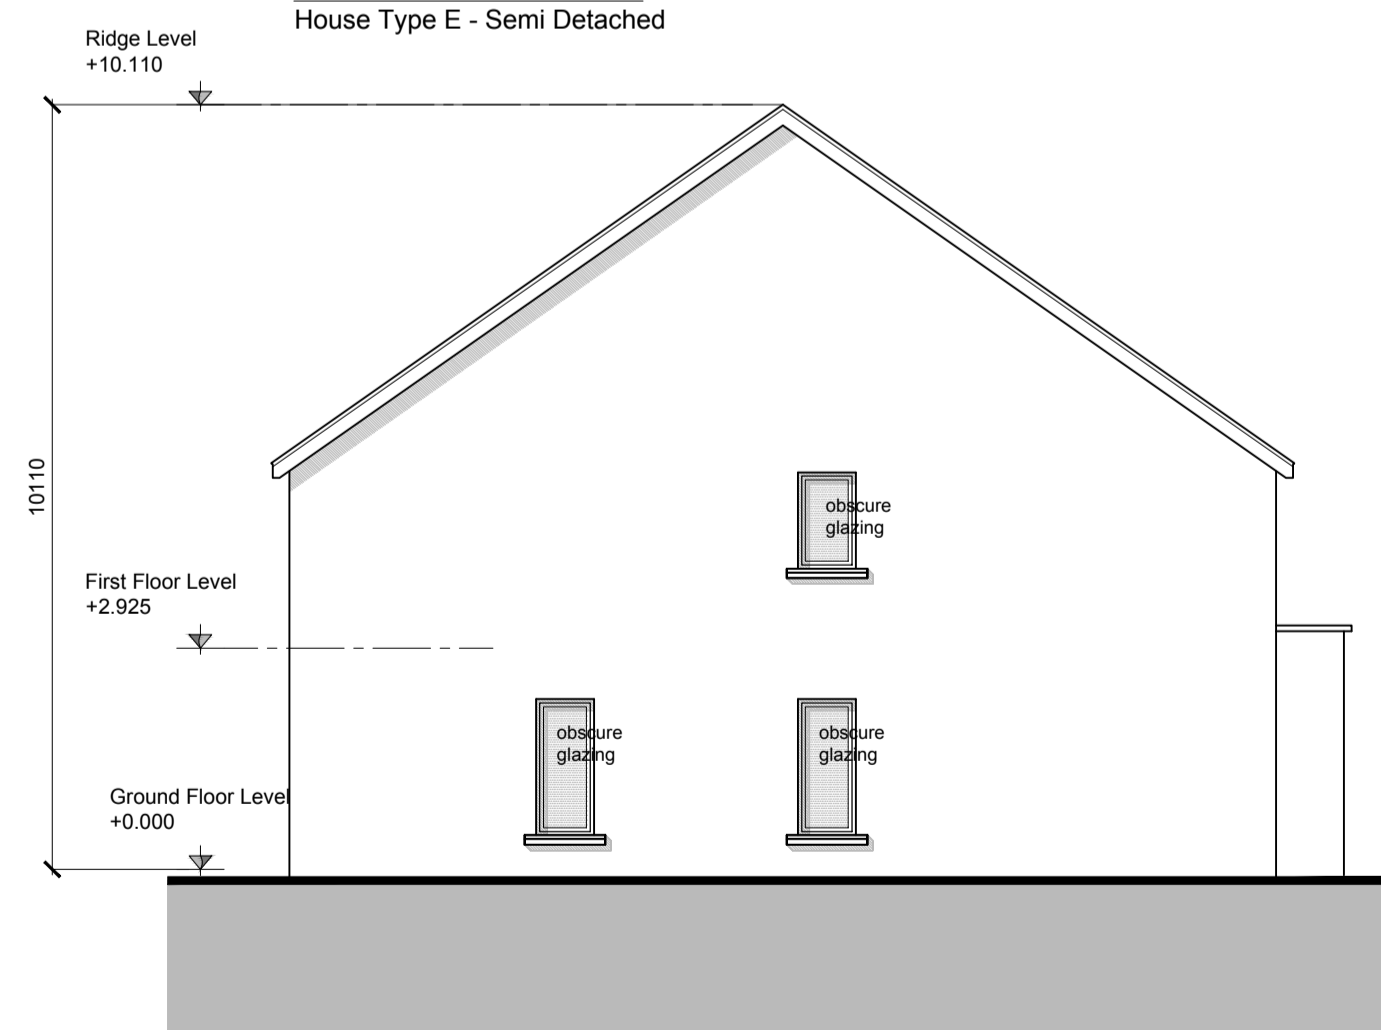 House Type E - Semi Detached
Ridge Level
+10.110
10110
obscure
glazing
First Floor Level
+2.925
obscure
glazing
obscure
glazing
Ground Floor Level
+0.000